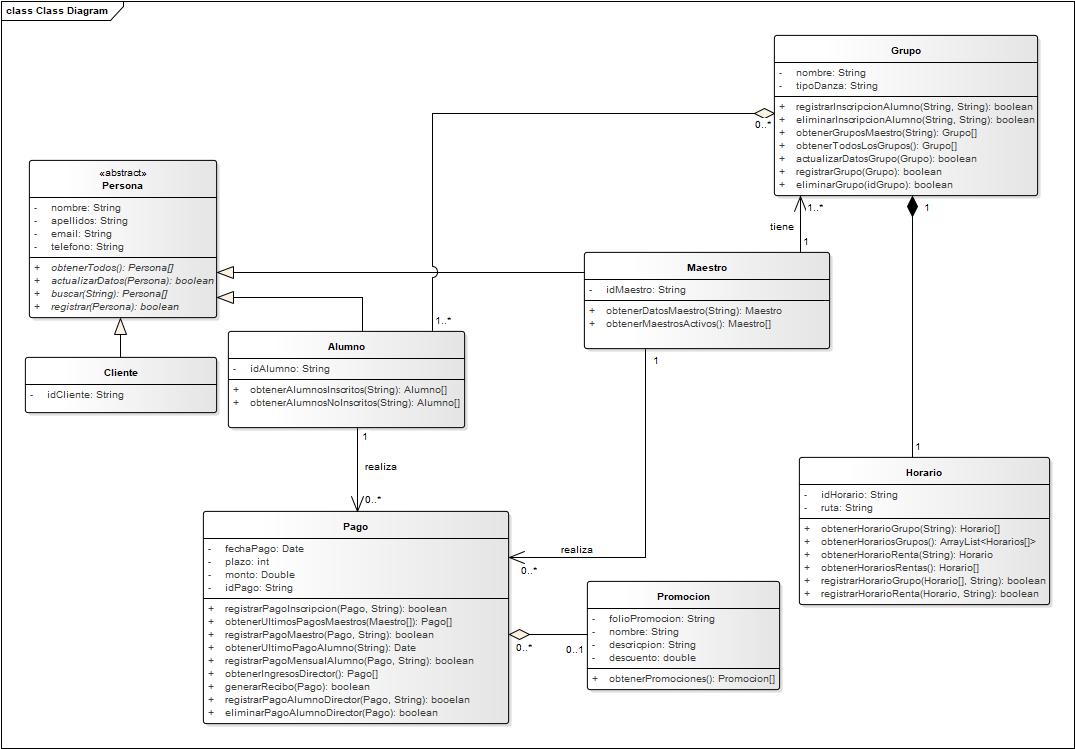 class Class Diagram
Grupo
- nombre: String
- tipoDanza: String
+ registrarInscripcionAlumno(String, String): boolean
+ eliminarInscripcionAlumno(String, String): boolean
+ obtenerGruposMaestro(String): Grupo[]
+ obtenerTodosLosGrupos(): Grupo[]
+ actualizarDatosGrupo(Grupo): boolean
+ registrarGrupo(Grupo): boolean
+ eliminarGrupo(idGrupo): boolean
0..*
«abstract»
Persona
- nombre: String
- apellidos: String
- email: String
- telefono: String
+ obtenerTodos(): Persona[]
+ actualizarDatos(Persona): boolean
+ buscar(String): Persona[]
+ registrar(Persona): boolean
1..*
1
tiene
1
Maestro
- idMaestro: String
+ obtenerDatosMaestro(String): Maestro
+ obtenerMaestrosActivos(): Maestro[]
1..*
1
Cliente
- idCliente: String
Alumno
- idAlumno: String
+ obtenerAlumnosInscritos(String): Alumno[]
+ obtenerAlumnosNoInscritos(String): Alumno[]
1
realiza
0..*
1
Horario
- idHorario: String
- ruta: String
+ obtenerHorarioGrupo(String): Horario[]
+ obtenerHorariosGrupos(): ArrayList<Horarios[]>
+ obtenerHorarioRenta(String): Horario
+ obtenerHorariosRentas(): Horario[]
+ registrarHorarioGrupo(Horario[], String): boolean
+ registrarHorarioRenta(Horario, String): boolean
Pago
- fechaPago: Date
- plazo: int
- monto: Double
- idPago: String
+ registrarPagoInscripcion(Pago, String): boolean
+ obtenerUltimosPagosMaestros(Maestro[]): Pago[]
+ registrarPagoMaestro(Pago, String): boolean
+ obtenerUltimoPagoAlumno(String): Date
+ registrarPagoMensualAlumno(Pago, String): boolean
+ obtenerIngresosDirector(): Pago[]
+ generarRecibo(Pago): boolean
+ registrarPagoAlumnoDirector(Pago, String): booelan
+ eliminarPagoAlumnoDirector(Pago): boolean
realiza
0..*
0..*
0..1
Promocion
- folioPromocion: String
- nombre: String
- descricpion: String
- descuento: double
+ obtenerPromociones(): Promocion[]